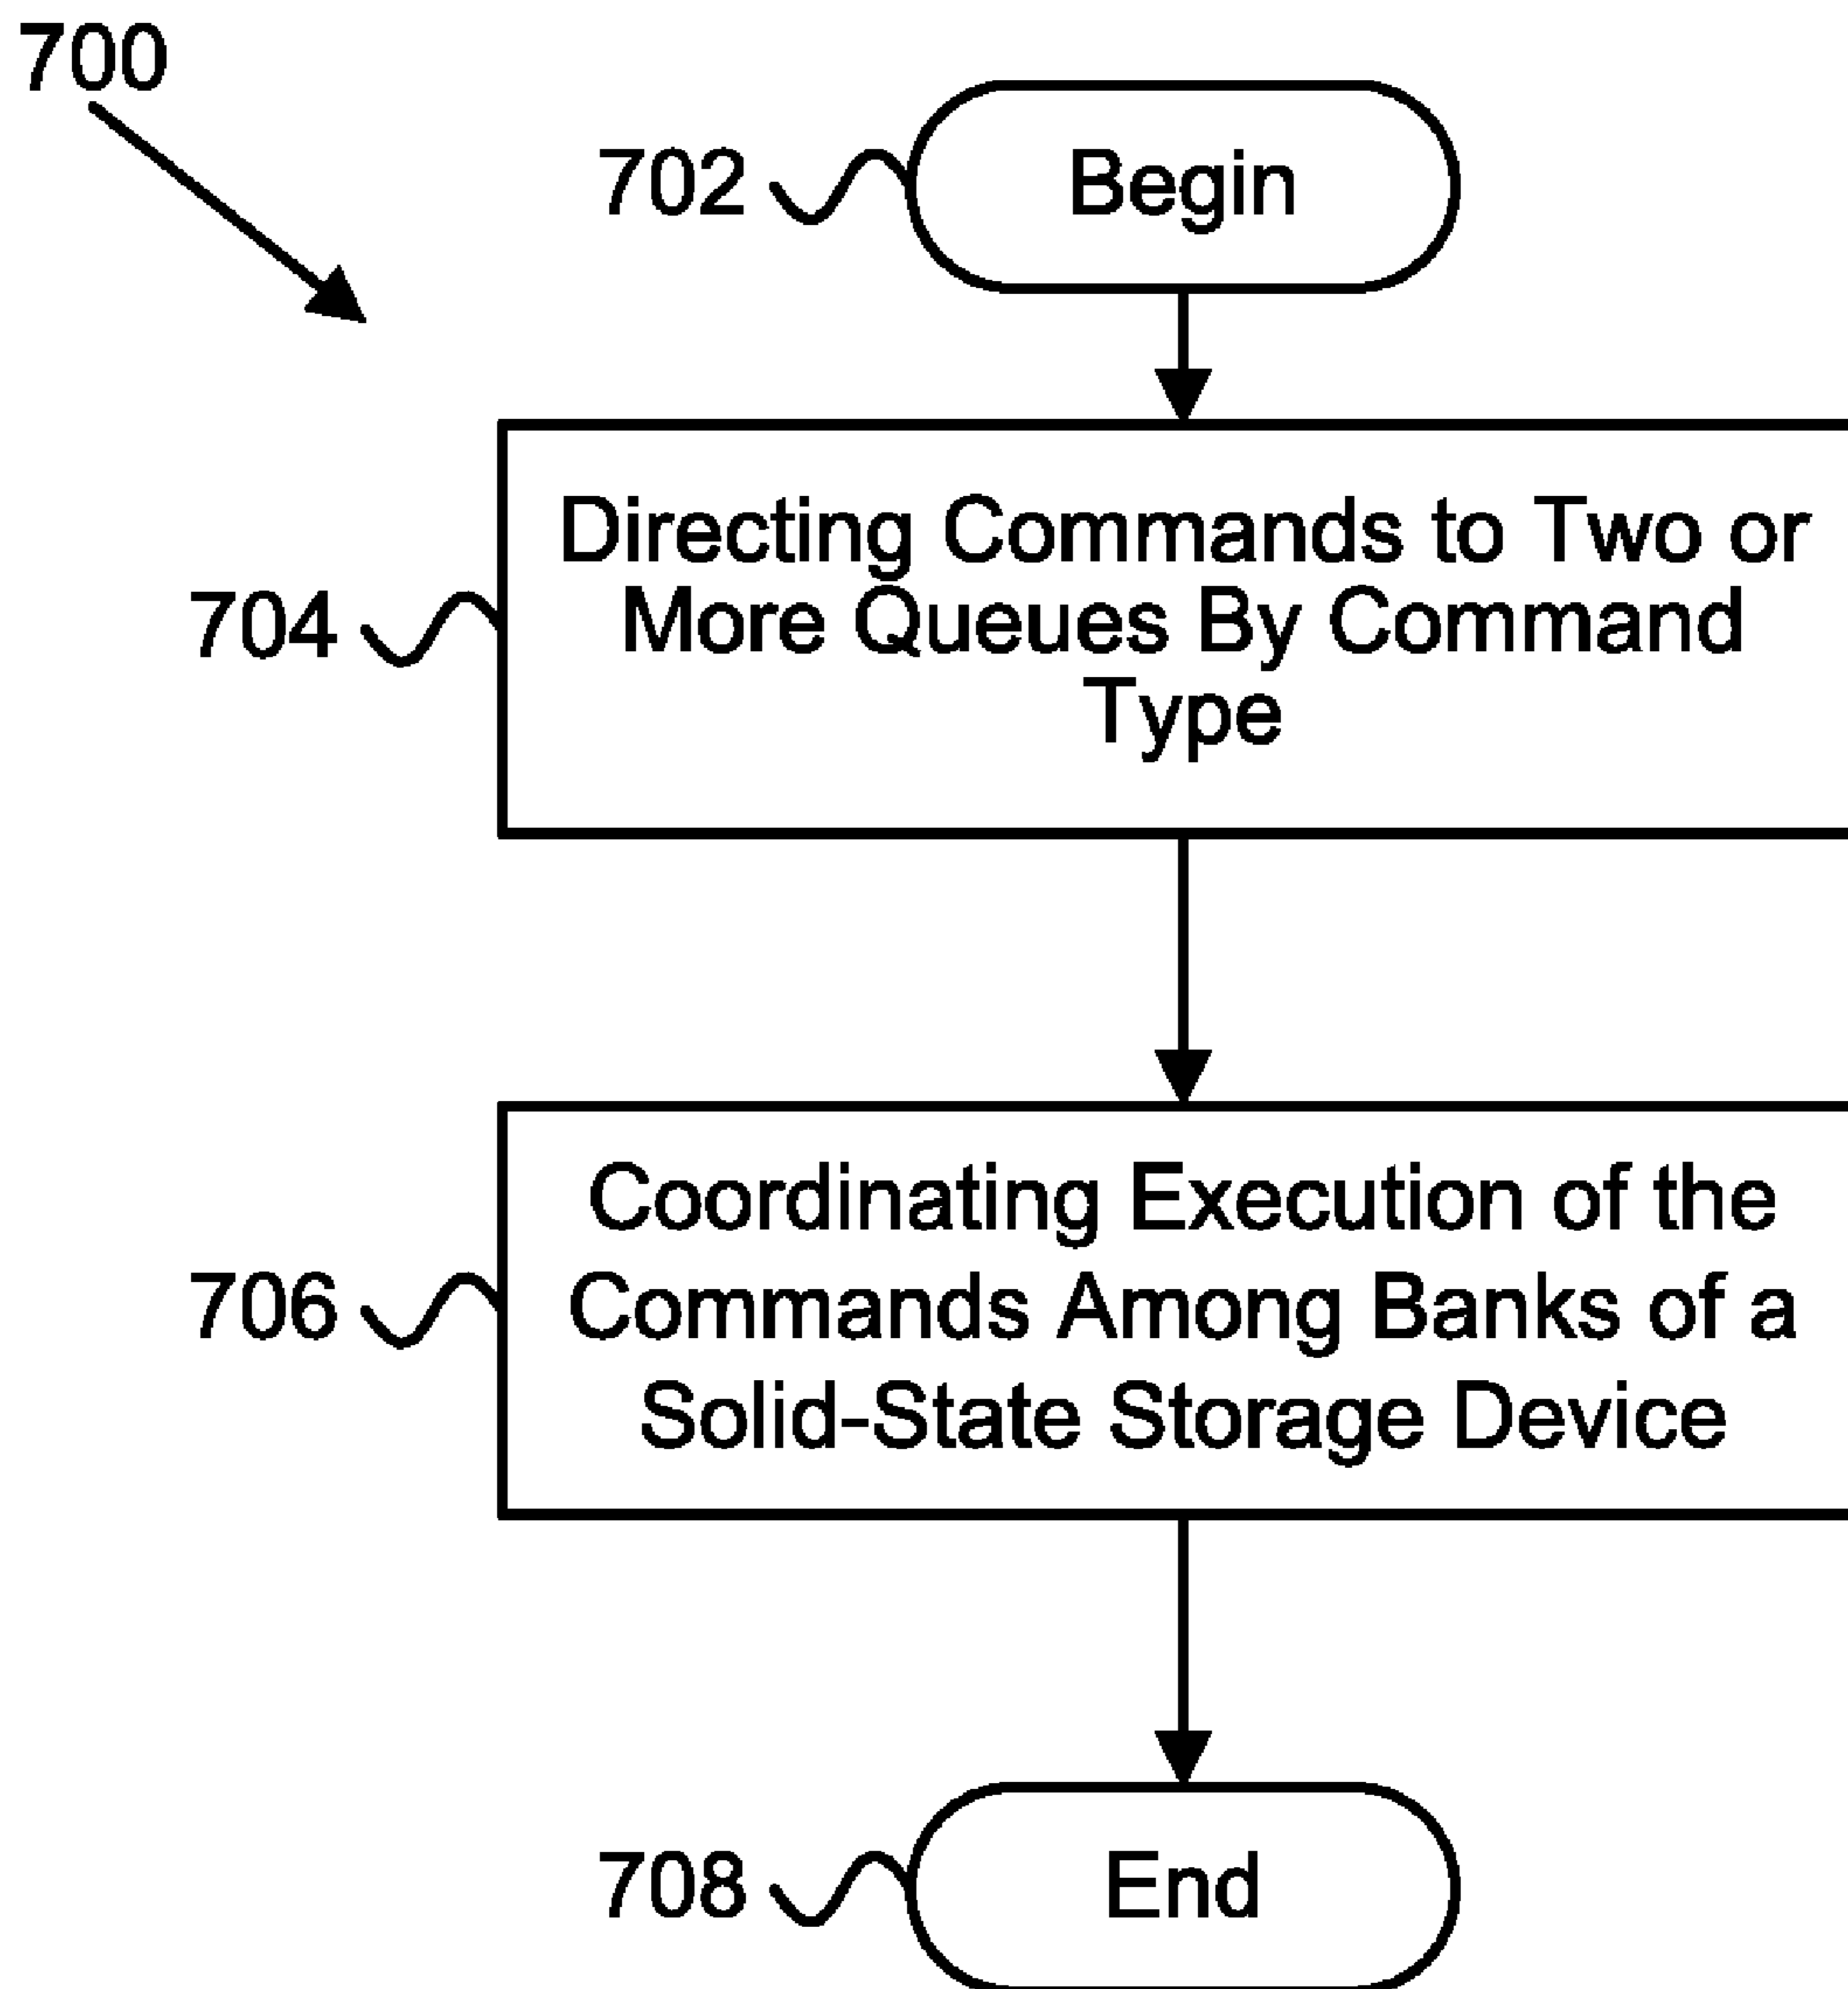 700
702
Begin
704
Directing Commands to Two or
More Queues By Command
Type
706
Coordinating Execution of the
Commands Among Banks of a
Solid-State Storage Device
708
End